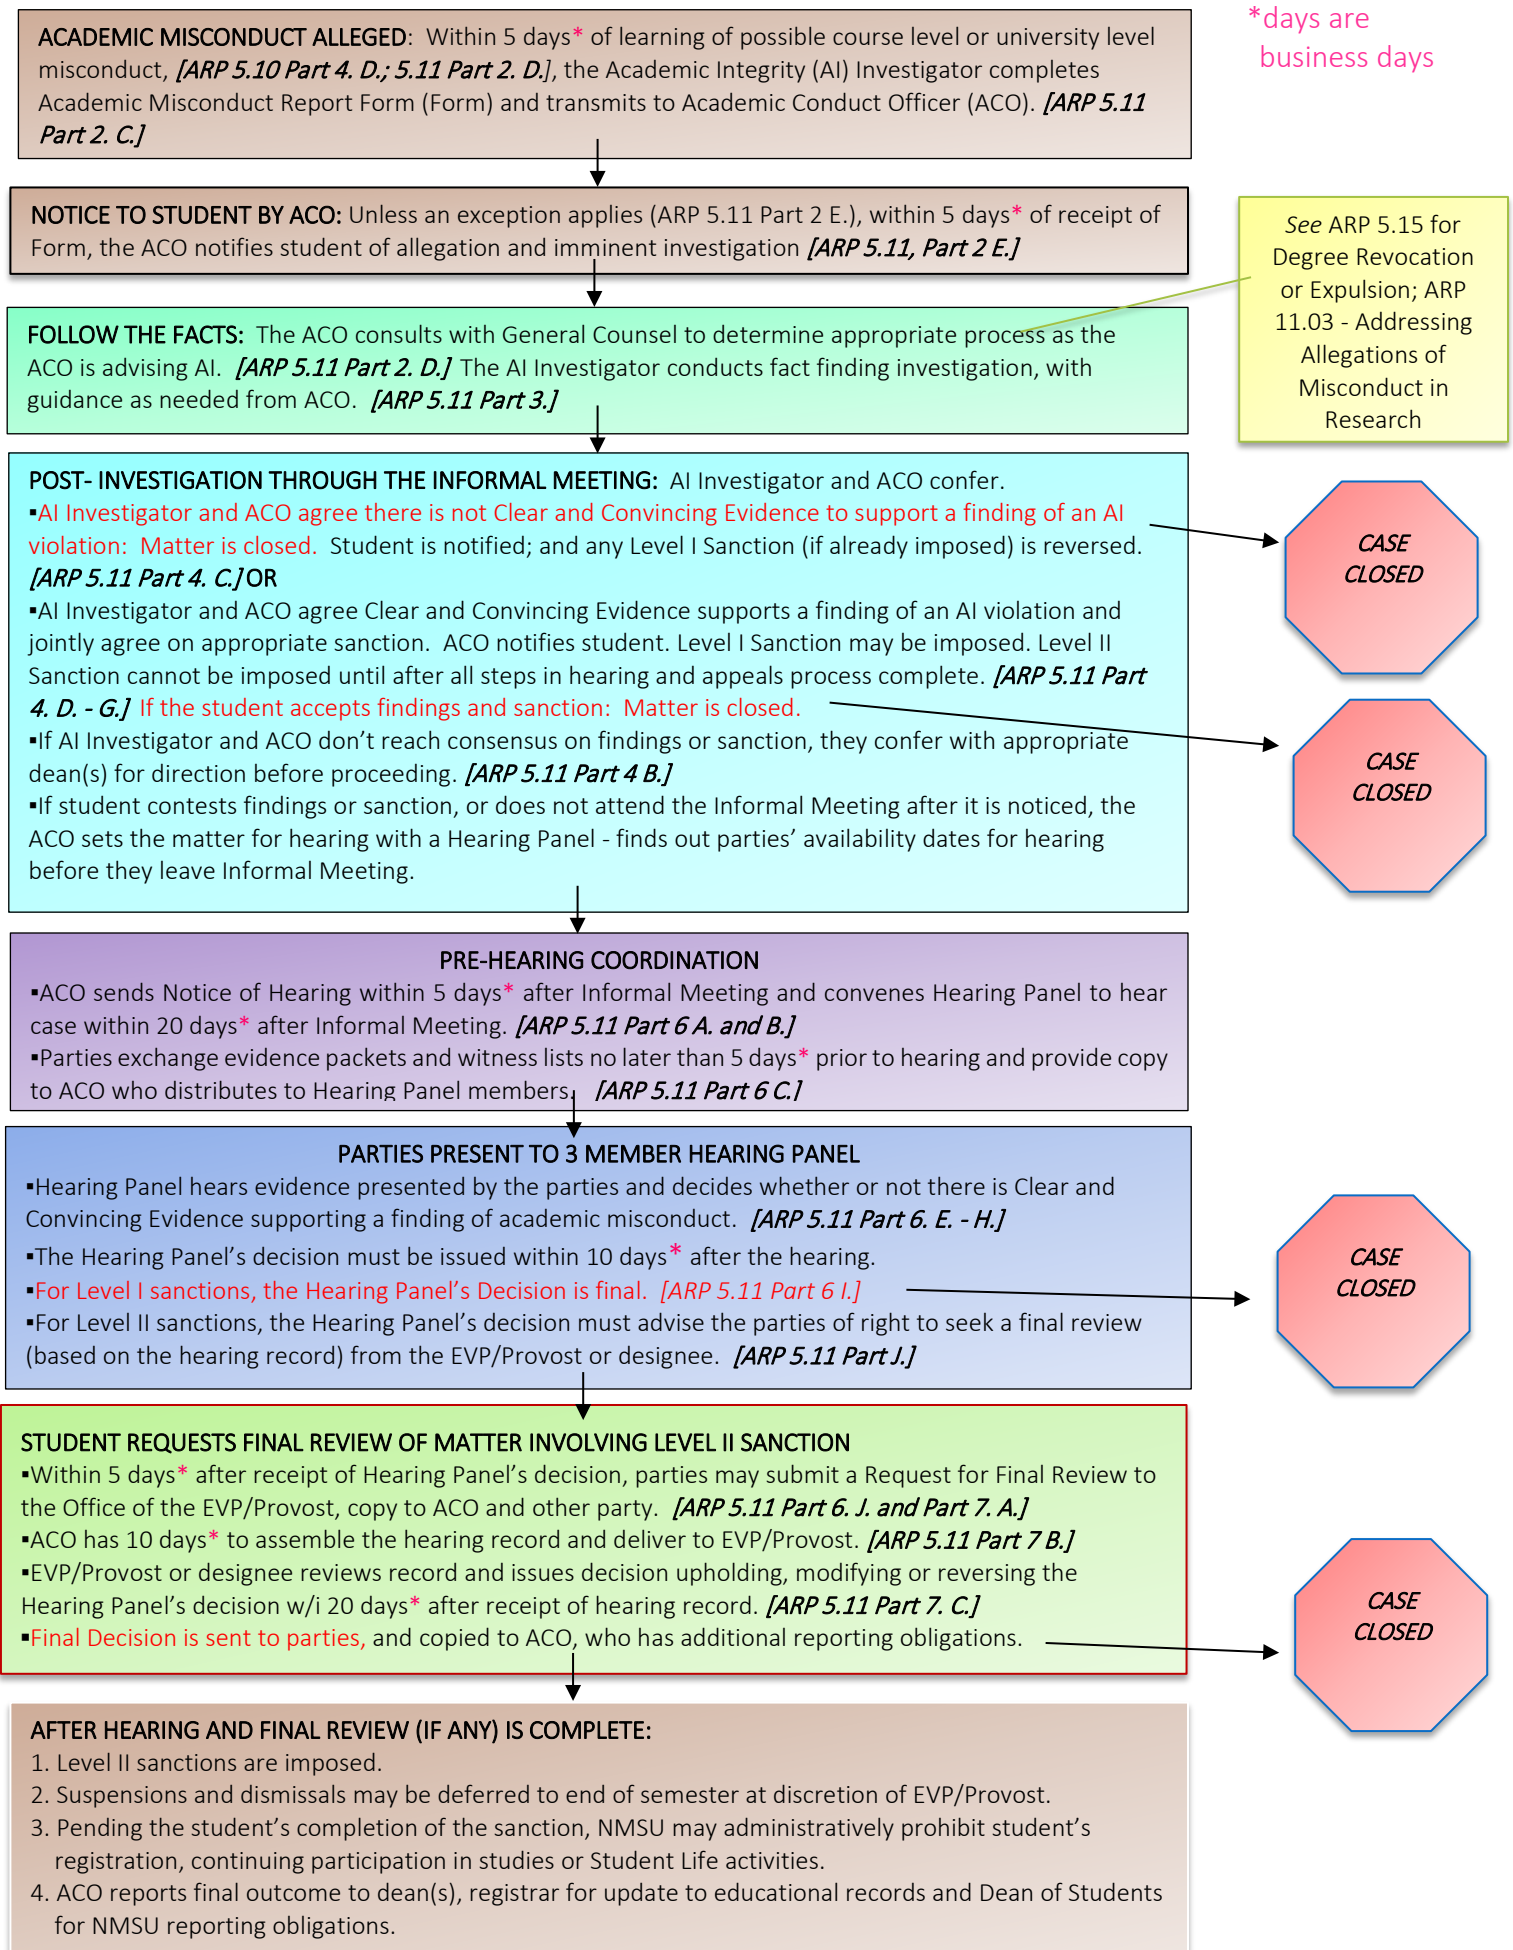 *days are
business days
ACADEMIC MISCONDUCT ALLEGED: Within 5 days* of learning of possible course level or university level
misconduct, [ARP 5.10 Part 4. D.; 5.11 Part 2. D.], the Academic Integrity (AI) Investigator completes
Academic Misconduct Report Form (Form) and transmits to Academic Conduct Officer (ACO). [ARP 5.11
Part 2. C.]
NOTICE TO STUDENT BY ACO: Unless an exception applies (ARP 5.11 Part 2 E.), within 5 days* of receipt of
Form, the ACO notifies student of allegation and imminent investigation [ARP 5.11, Part 2 E.]
See ARP 5.15 for
Degree Revocation
or Expulsion; ARP
11.03 - Addressing
Allegations of
Misconduct in
Research
FOLLOW THE FACTS: The ACO consults with General Counsel to determine appropriate process as the
ACO is advising AI. [ARP 5.11 Part 2. D.] The AI Investigator conducts fact finding investigation, with
guidance as needed from ACO. [ARP 5.11 Part 3.]
POST- INVESTIGATION THROUGH THE INFORMAL MEETING: AI Investigator and ACO confer.
▪AI Investigator and ACO agree there is not Clear and Convincing Evidence to support a finding of an AI
violation: Matter is closed. Student is notified; and any Level I Sanction (if already imposed) is reversed.
[ARP 5.11 Part 4. C.] OR
▪AI Investigator and ACO agree Clear and Convincing Evidence supports a finding of an AI violation and
jointly agree on appropriate sanction. ACO notifies student. Level I Sanction may be imposed. Level II
Sanction cannot be imposed until after all steps in hearing and appeals process complete. [ARP 5.11 Part
4. D. - G.] If the student accepts findings and sanction: Matter is closed.
▪If AI Investigator and ACO don't reach consensus on findings or sanction, they confer with appropriate
dean(s) for direction before proceeding. [ARP 5.11 Part 4 B.]
▪If student contests findings or sanction, or does not attend the Informal Meeting after it is noticed, the
ACO sets the matter for hearing with a Hearing Panel - finds out parties' availability dates for hearing
before they leave Informal Meeting.
CASE
CLOSED
CASE
CLOSED
PRE-HEARING COORDINATION
▪ACO sends Notice of Hearing within 5 days* after Informal Meeting and convenes Hearing Panel to hear
case within 20 days* after Informal Meeting. [ARP 5.11 Part 6 A. and B.]
▪Parties exchange evidence packets and witness lists no later than 5 days* prior to hearing and provide copy
to ACO who distributes to Hearing Panel members. [ARP 5.11 Part 6 C.]
PARTIES PRESENT TO 3 MEMBER HEARING PANEL
▪Hearing Panel hears evidence presented by the parties and decides whether or not there is Clear and
Convincing Evidence supporting a finding of academic misconduct. [ARP 5.11 Part 6. E. - H.]
▪The Hearing Panel's decision must be issued within 10 days* after the hearing.
▪For Level I sanctions, the Hearing Panel's Decision is final. [ARP 5.11 Part 6 I.]
▪For Level II sanctions, the Hearing Panel's decision must advise the parties of right to seek a final review
(based on the hearing record) from the EVP/Provost or designee. [ARP 5.11 Part J.]
CASE
CLOSED
STUDENT REQUESTS FINAL REVIEW OF MATTER INVOLVING LEVEL II SANCTION
▪Within 5 days* after receipt of Hearing Panel's decision, parties may submit a Request for Final Review to
the Office of the EVP/Provost, copy to ACO and other party. [ARP 5.11 Part 6. J. and Part 7. A.]
▪ACO has 10 days* to assemble the hearing record and deliver to EVP/Provost. [ARP 5.11 Part 7 B.]
▪EVP/Provost or designee reviews record and issues decision upholding, modifying or reversing the
Hearing Panel's decision w/i 20 days* after receipt of hearing record. [ARP 5.11 Part 7. C.]
▪Final Decision is sent to parties, and copied to ACO, who has additional reporting obligations.
CASE
CLOSED
AFTER HEARING AND FINAL REVIEW (IF ANY) IS COMPLETE:
1. Level II sanctions are imposed.
2. Suspensions and dismissals may be deferred to end of semester at discretion of EVP/Provost.
3. Pending the student's completion of the sanction, NMSU may administratively prohibit student's
registration, continuing participation in studies or Student Life activities.
4. ACO reports final outcome to dean(s), registrar for update to educational records and Dean of Students
for NMSU reporting obligations.